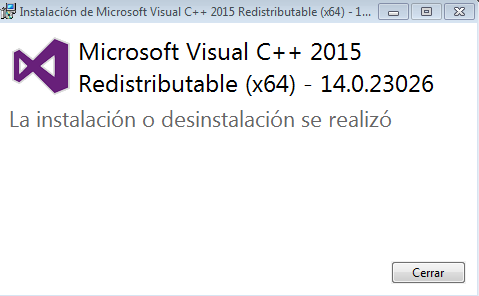 Instalación de Microsoft Visual C++ 2015 Redistributable (x64) - 1...
Microsoft Visual C++ 2015
Redistributable (x64) - 14.0.23026
La instalación o desinstalación se realizó
Cerrar